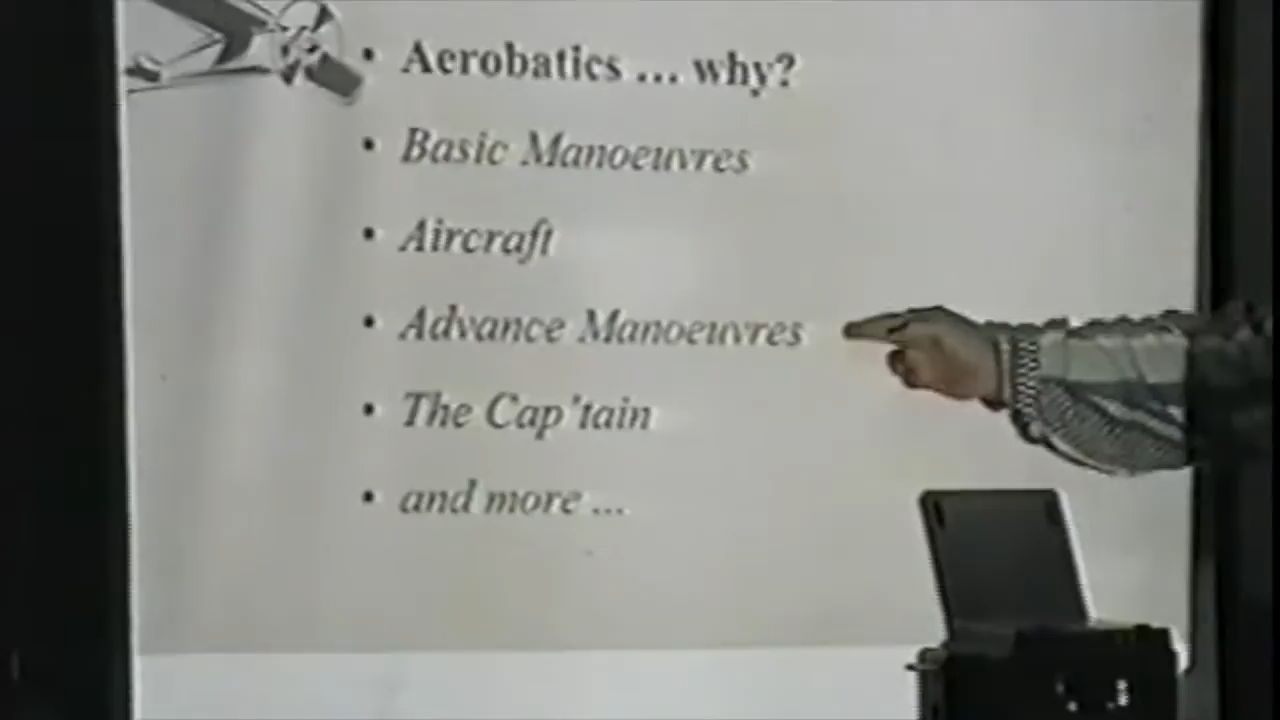 • Aerobatics ... why?
• Basic Manoeuvres
• Aircraft
• Advance Manoeuvres
• The Cap'tain
• and more ...